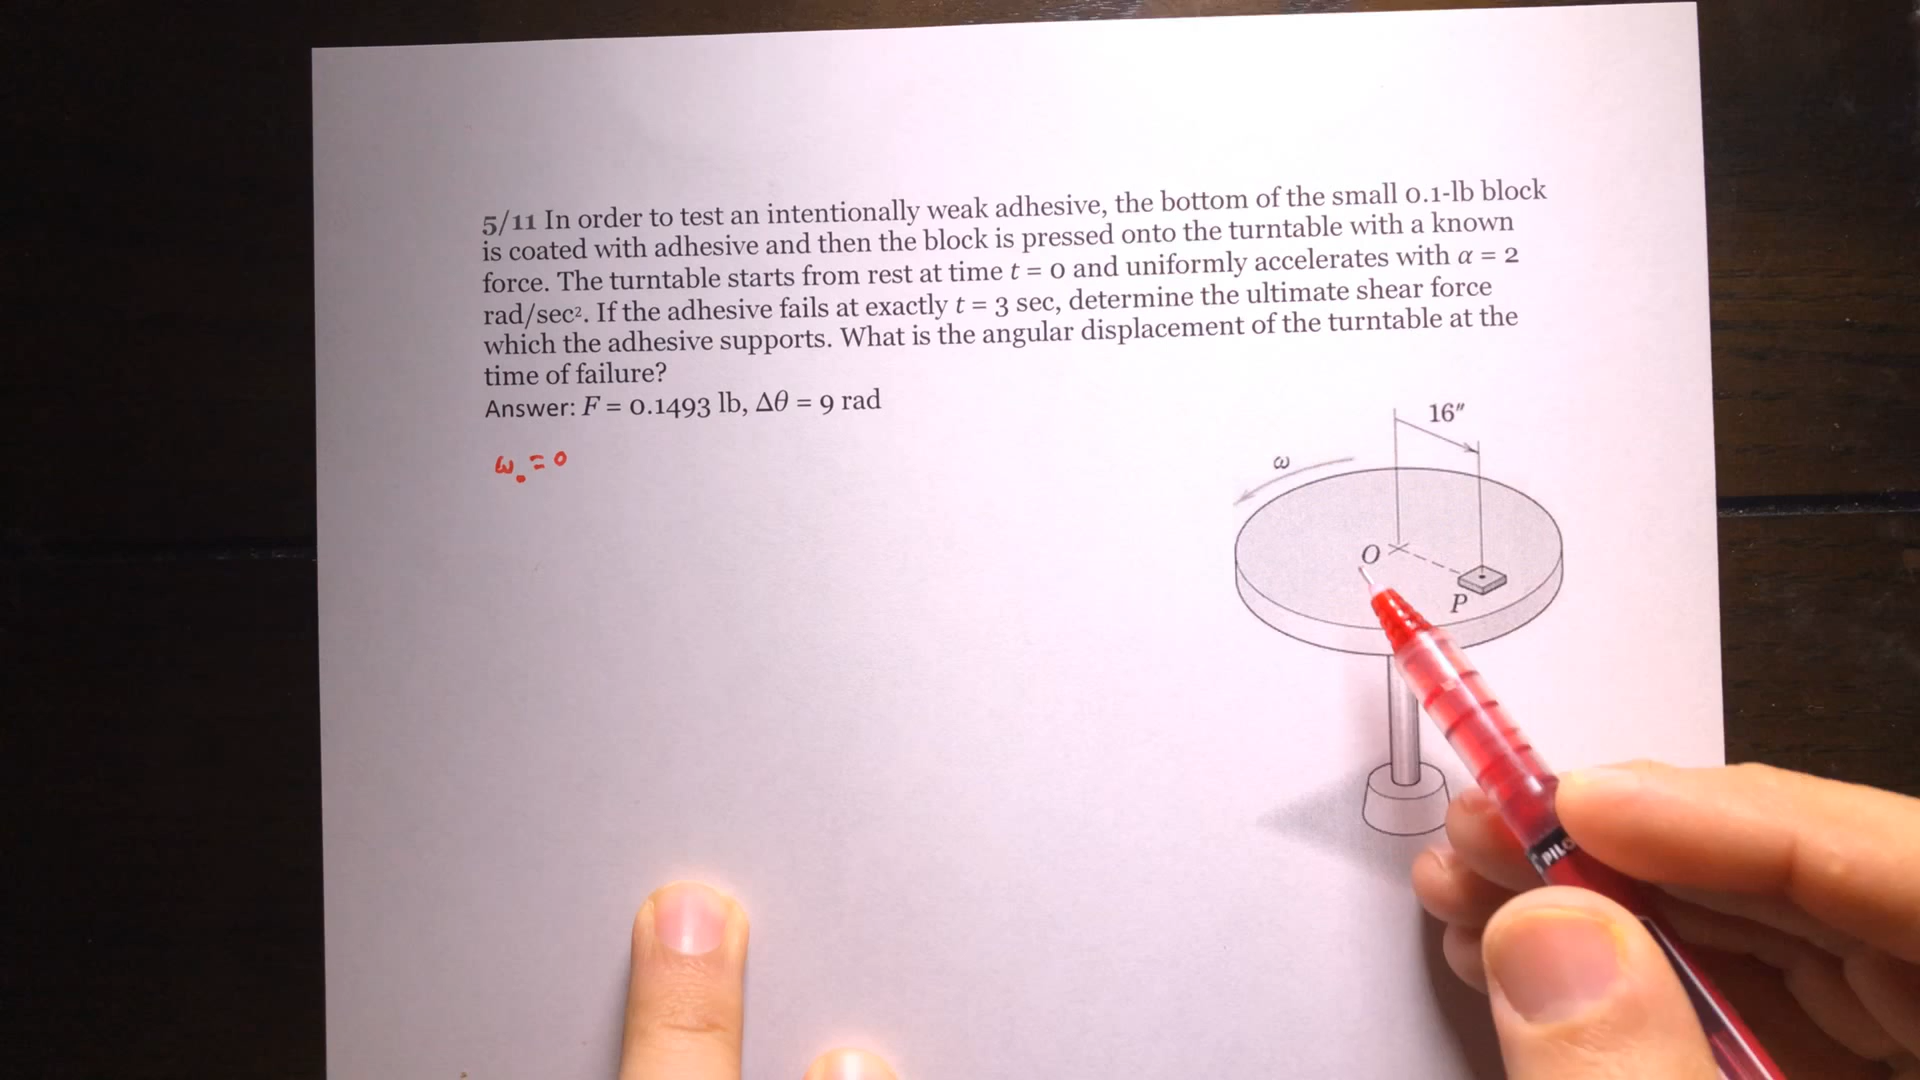 5/11 In order to test an intentionally weak adhesive, the bottom of the small 0.1-lb block
is coated with adhesive and then the block is pressed onto the turntable with a known
force. The turntable starts from rest at time t = 0 and uniformly accelerates with α = 2
rad/sec². If the adhesive fails at exactly t = 3 sec, determine the ultimate shear force
which the adhesive supports. What is the angular displacement of the turntable at the
time of failure?
Answer: F = 0.1493 lb, Δθ = 9 rad
ω₀ = 0
16″
ω
O
P